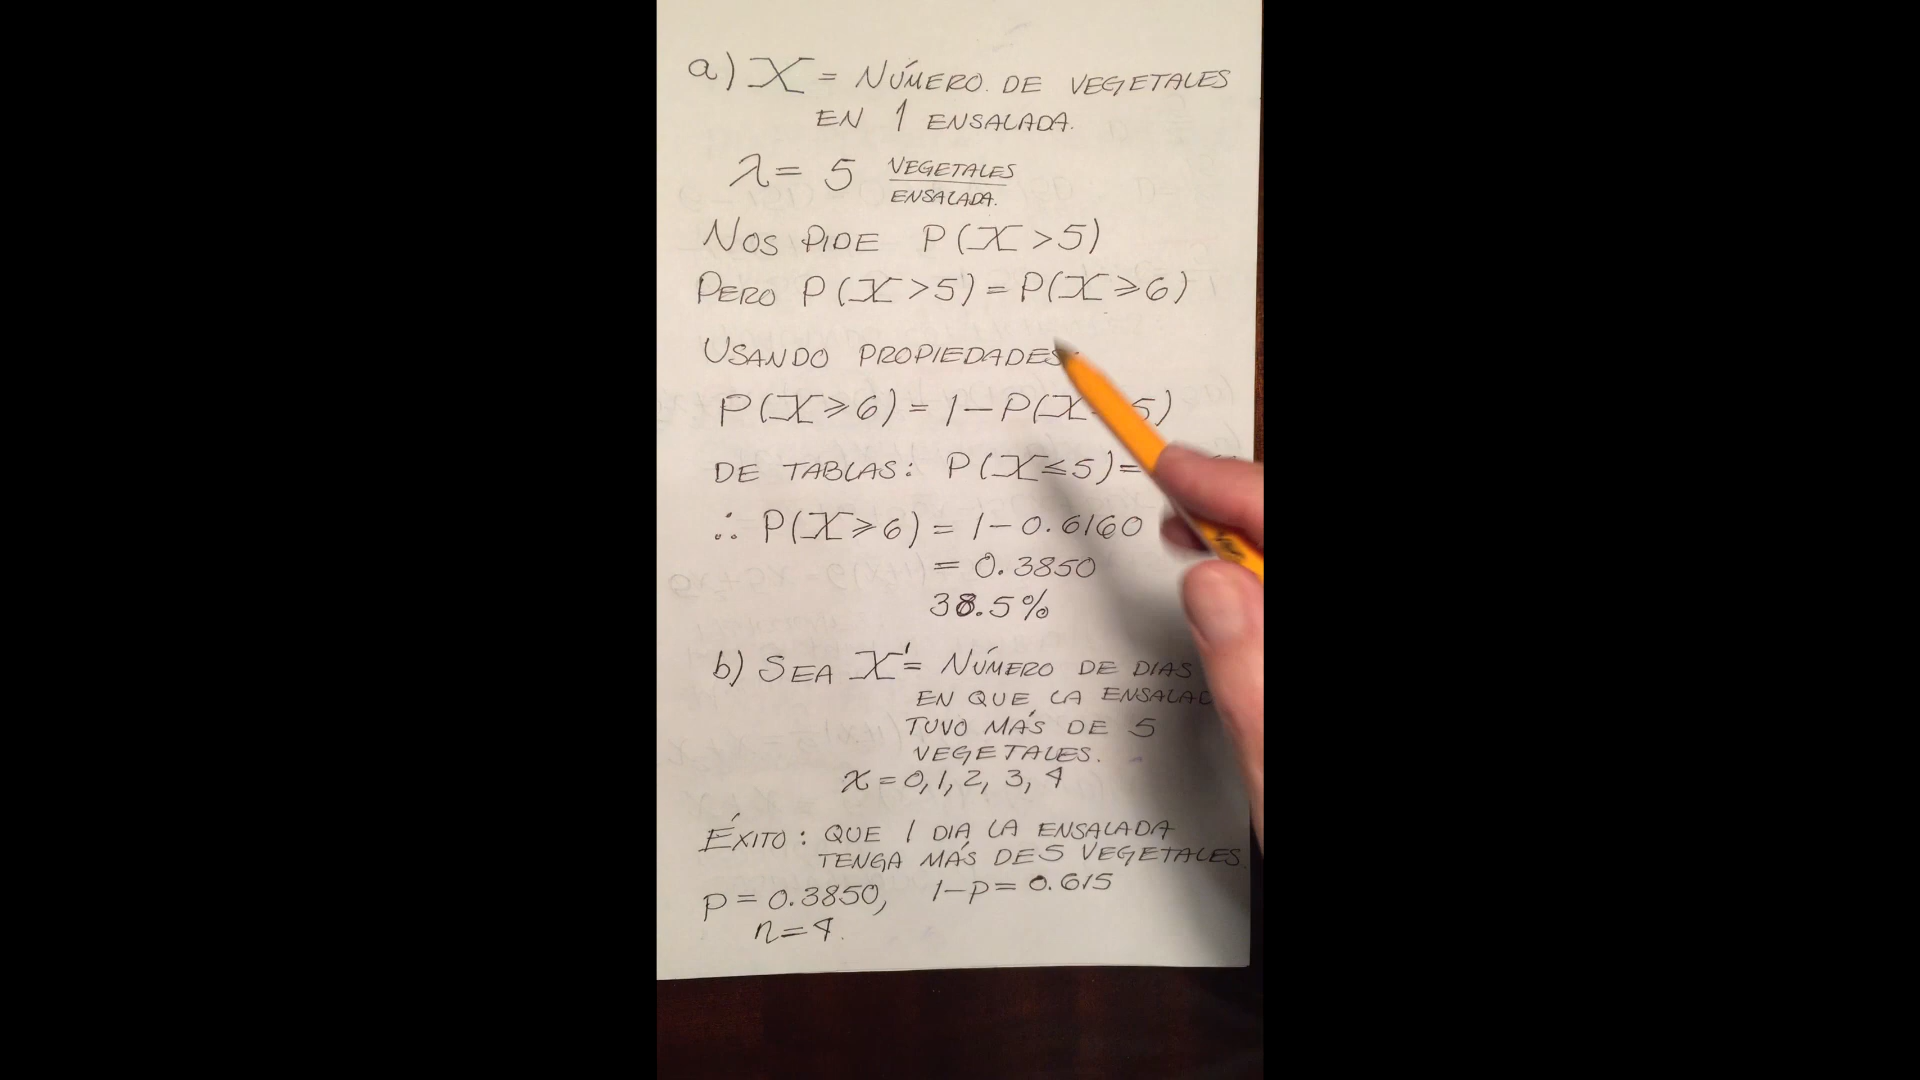 a) X = NÚMERO. DE VEGETALES
EN 1 ENSALADA.
λ = 5 VEGETALES
ENSALADA.
NOS PIDE P(X > 5)
PERO P(X > 5) = P(X ⩾ 6)
USANDO PROPIEDADES
P(X ⩾ 6) = 1 - P(X 5)
DE TABLAS: P(X ≤ 5) =
∴ P(X ⩾ 6) = 1 - 0.6160
= 0.3850
38.5%
b) SEA X' = NÚMERO DE DIAS
EN QUE LA
TUVO MÁS DE 5
VEGETALES.
x = 0, 1, 2, 3, 4
ÉXITO: QUE 1 DIA LA ENSALADA
TENGA MÁS DE 5 VEGETALES.
p = 0.3850, 1-p = 0.615
n = 4.